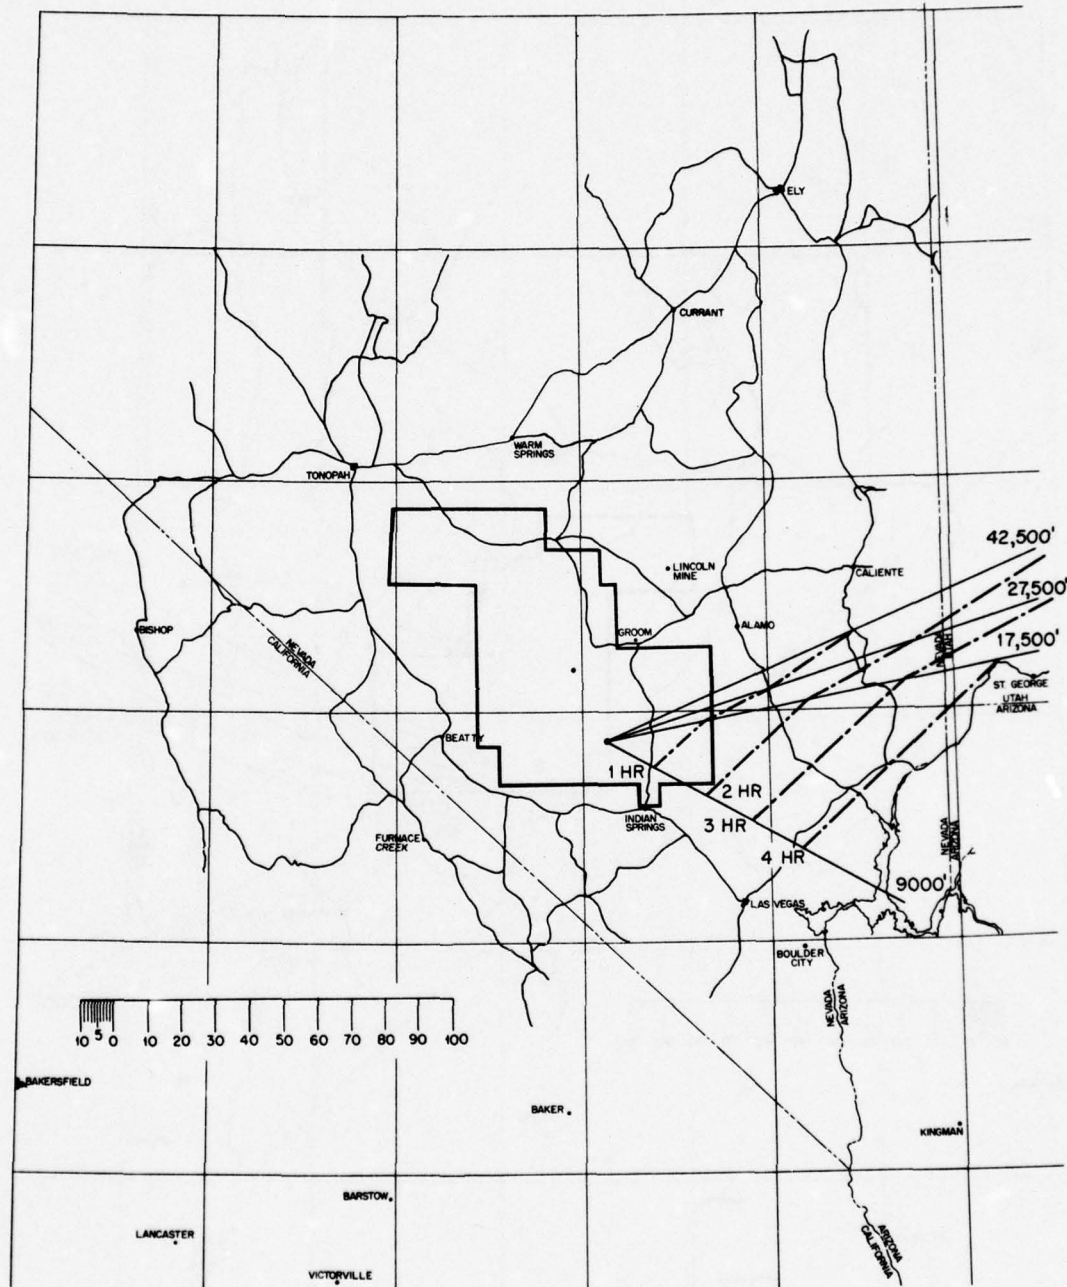 ELY
CURRANT
WARM
SPRINGS
TONOPAH
42,500'
LINCOLN
MINE
CALIENTE
27,500'
BISHOP
NEVADA
CALIFORNIA
GROOM
ALAMO
17,500'
NEVADA
UTAH
ST. GEORGE
UTAH
ARIZONA
BEATTY
1 HR
2 HR
3 HR
4 HR
INDIAN
SPRINGS
FURNACE
CREEK
NEVADA
ARIZONA
9000'
LAS VEGAS
BOULDER
CITY
NEVADA
ARIZONA
10 5 0 10 20 30 40 50 60 70 80 90 100
BAKERSFIELD
BAKER
KINGMAN
BARSTOW
LANCASTER
VICTORVILLE
ARIZONA
CALIFORNIA